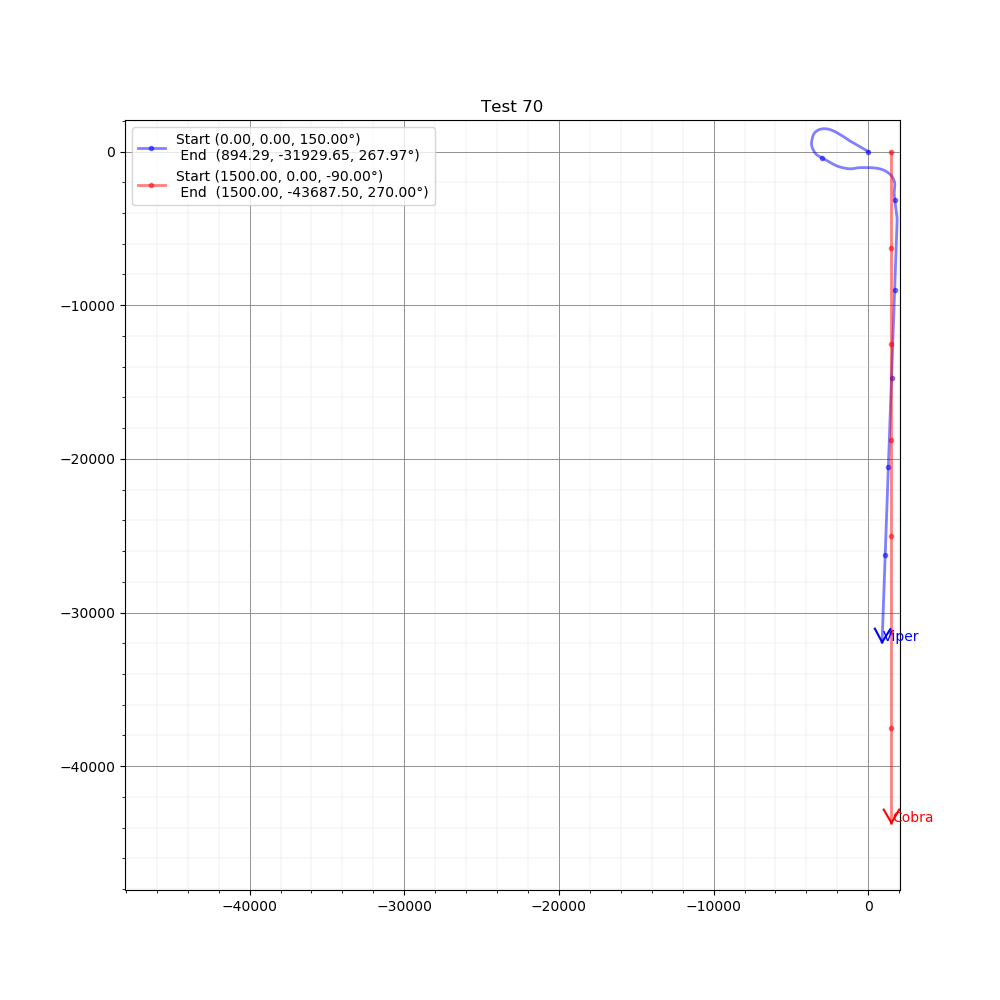 Test 70
Start (0.00, 0.00, 150.00°)
End (894.29, -31929.65, 267.97°)
Start (1500.00, 0.00, -90.00°)
End (1500.00, -43687.50, 270.00°)
0
−10000
−20000
−30000
−40000
Viper
Cobra
−40000
−30000
−20000
−10000
0